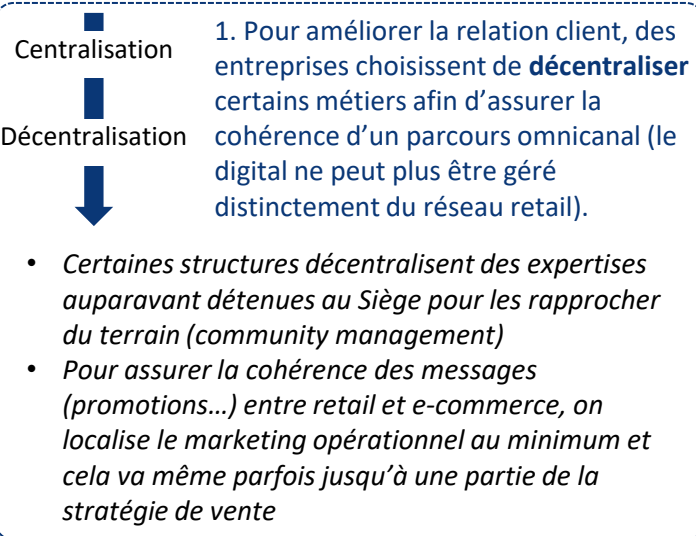 Centralisation
Décentralisation
1. Pour améliorer la relation client, des
entreprises choisissent de décentraliser
certains métiers afin d’assurer la
cohérence d’un parcours omnicanal (le
digital ne peut plus être géré
distinctement du réseau retail).
• Certaines structures décentralisent des expertises
auparavant détenues au Siège pour les rapprocher
du terrain (community management)
• Pour assurer la cohérence des messages
(promotions…) entre retail et e-commerce, on
localise le marketing opérationnel au minimum et
cela va même parfois jusqu’à une partie de la
stratégie de vente